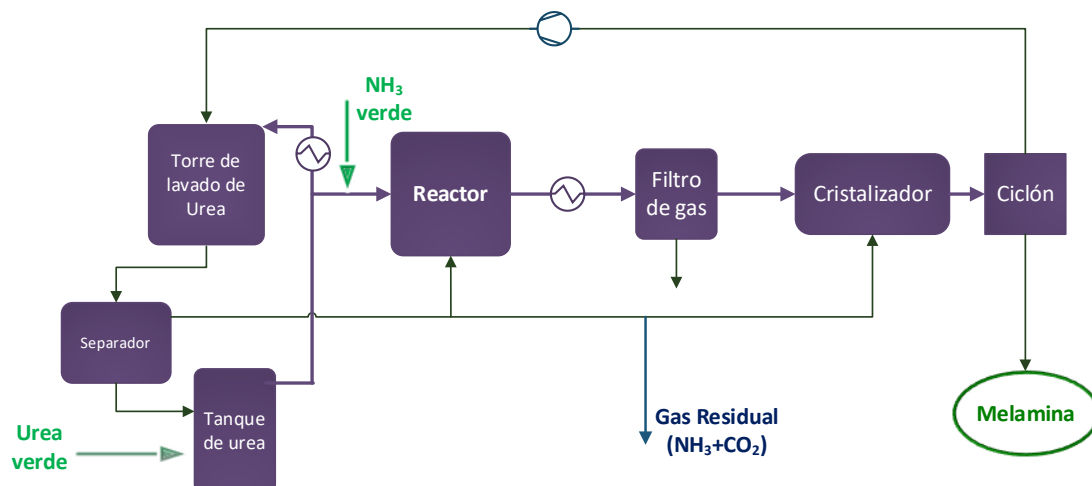 NH₃
verde
Torre de
lavado de
Urea
Reactor
Filtro
de gas
Cristalizador
Ciclón
Separador
Tanque
de urea
Urea
verde
Gas Residual
(NH₃+CO₂)
Melamina